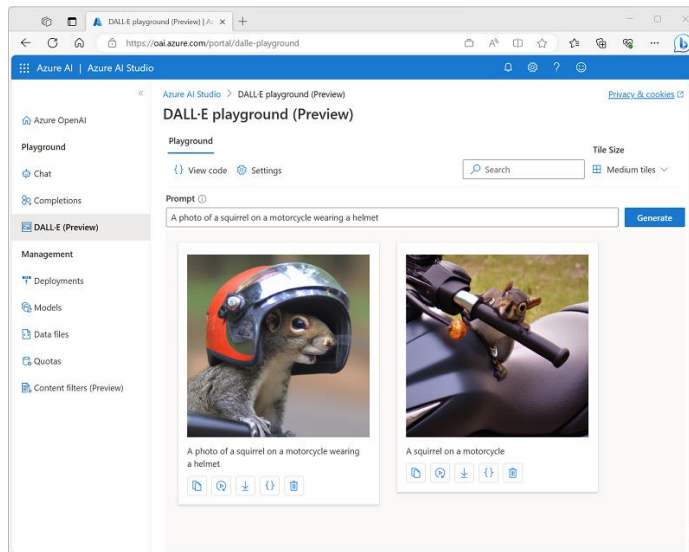 DALL·E playground (Preview) | A
https://oai.azure.com/portal/dalle-playground
Azure AI | Azure AI Studio
Azure AI Studio > DALL·E playground (Preview)
Privacy & cookies
DALL·E playground (Preview)
Azure OpenAI
Playground
Chat
Completions
DALL·E (Preview)
Management
Deployments
Models
Data files
Quotas
Content filters (Preview)
Playground
Tile Size
{} View code
Settings
Search
Medium tiles
Prompt
A photo of a squirrel on a motorcycle wearing a helmet
Generate
A photo of a squirrel on a motorcycle wearing
a helmet
A squirrel on a motorcycle